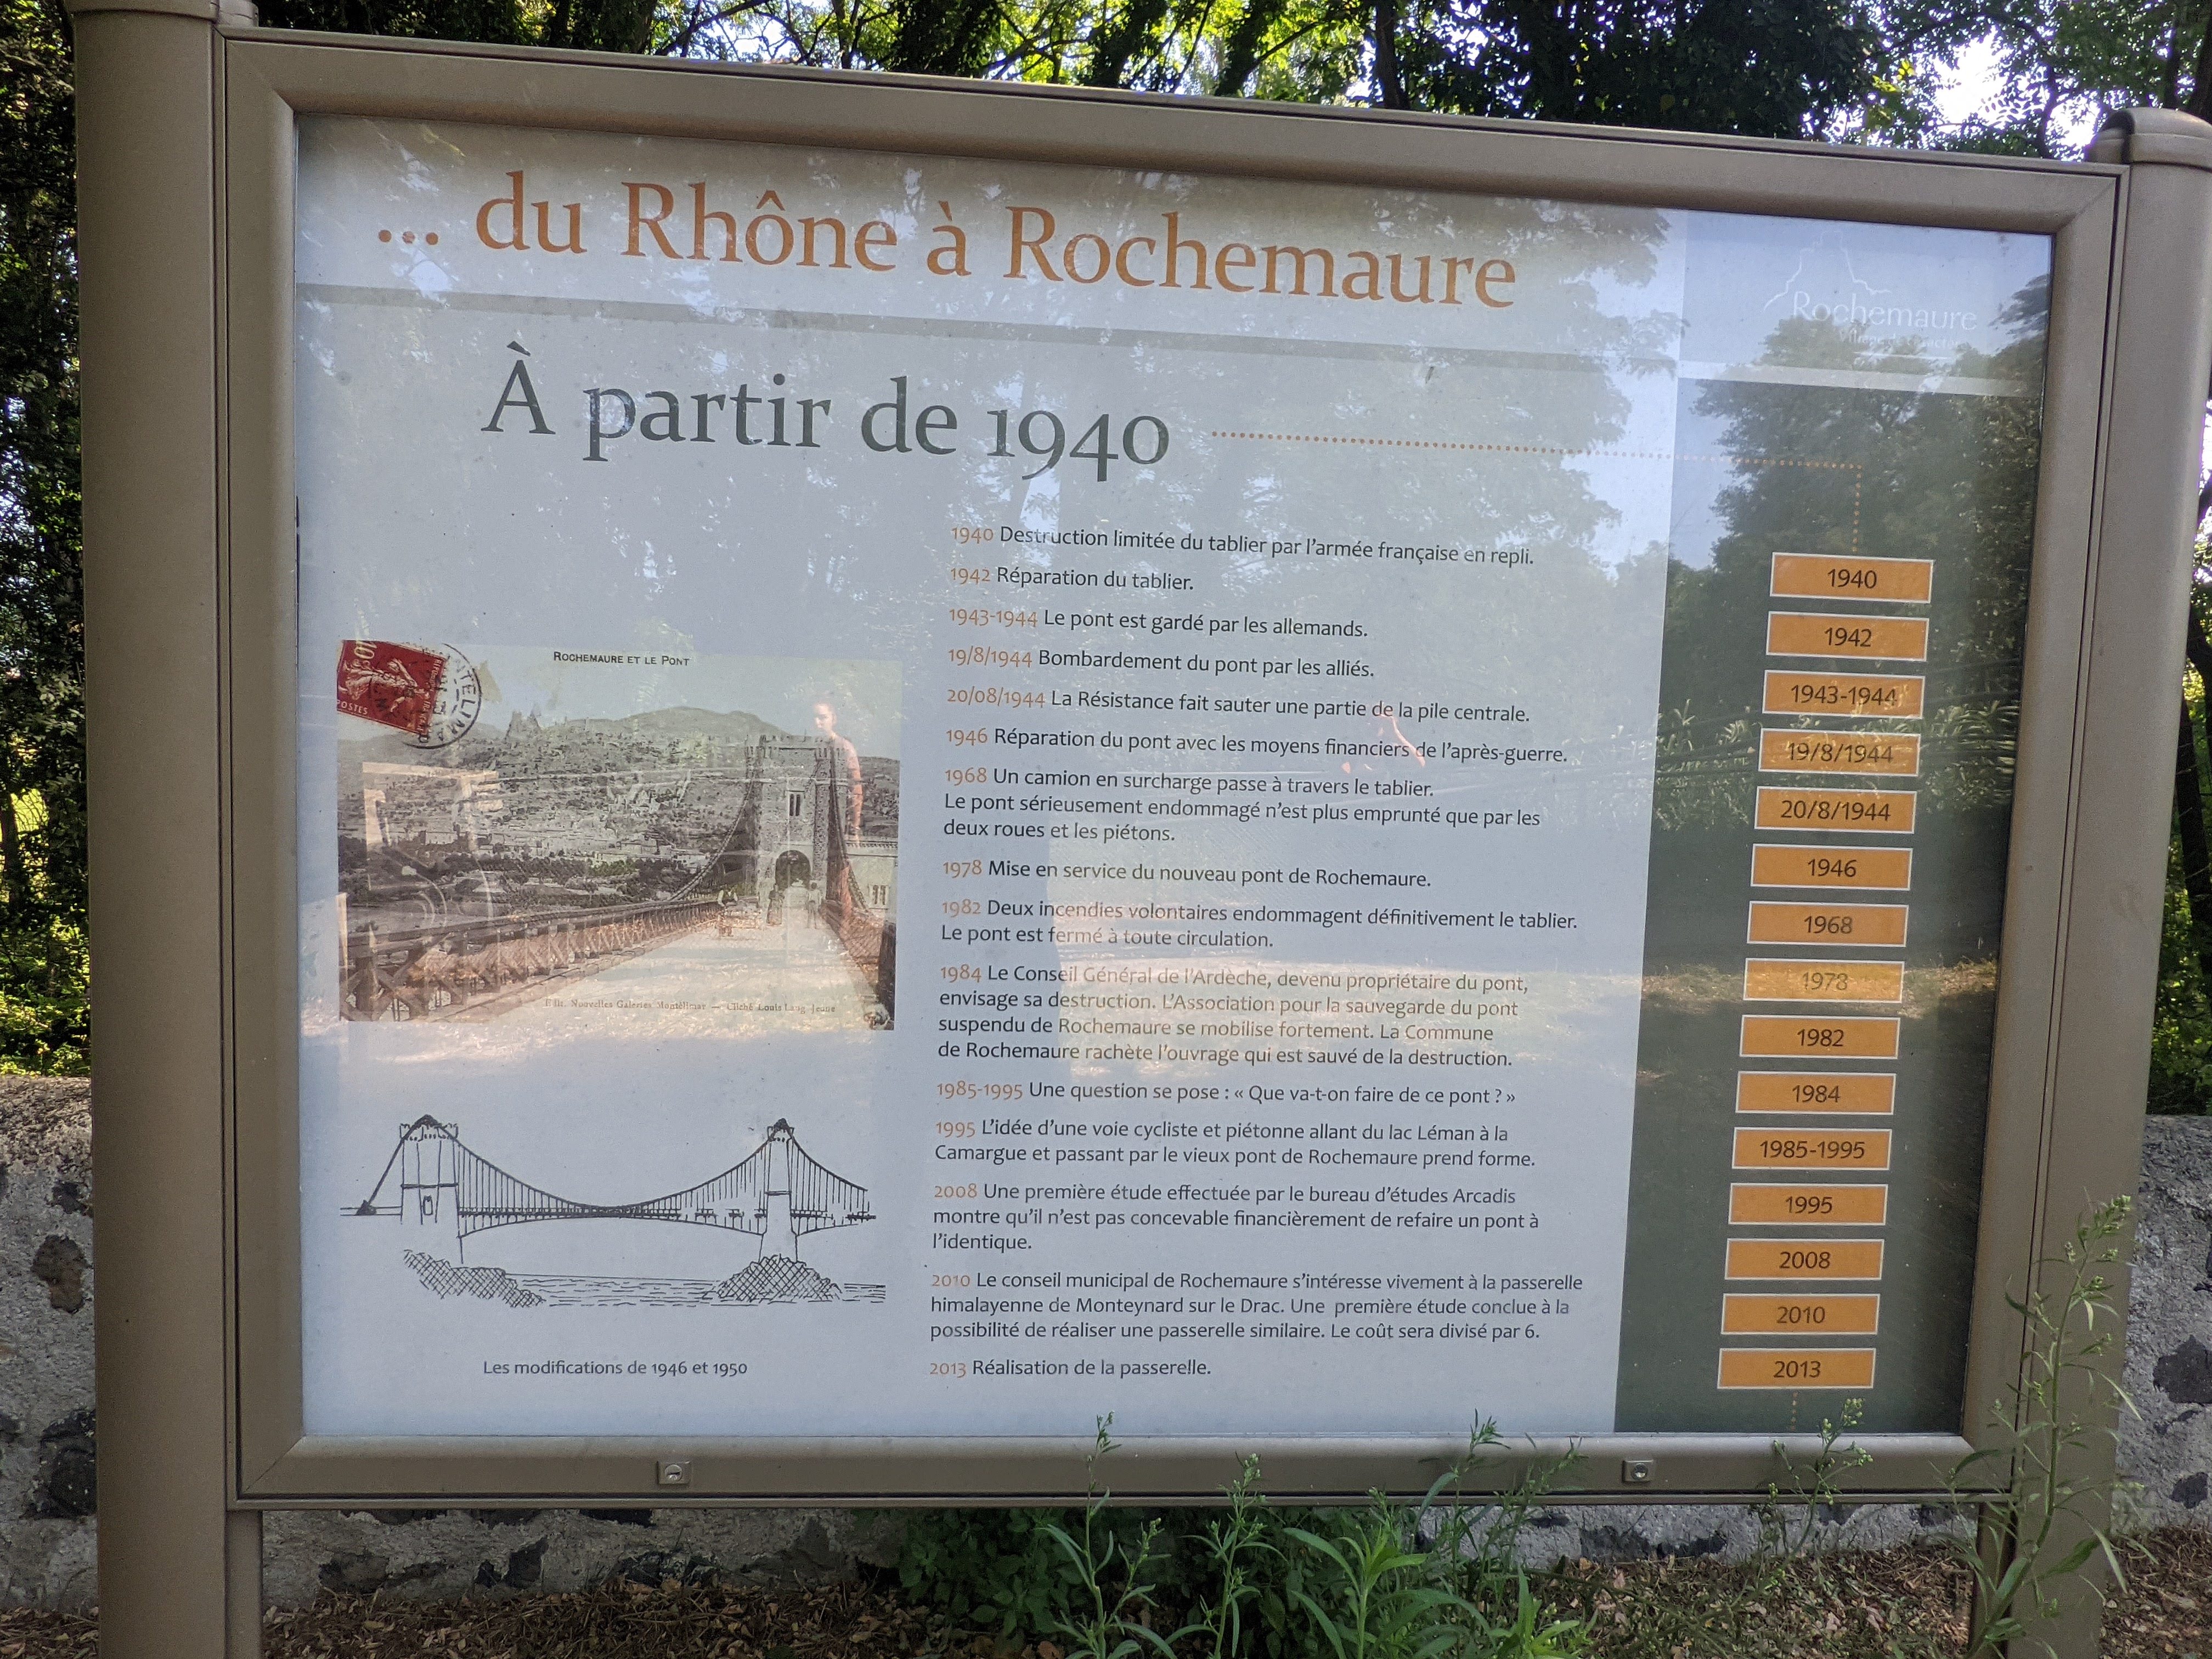 ... du Rhône à Rochemaure
Rochemaure
À partir de 1940
1940 Destruction limitée du tablier par l'armée française en repli.
1942 Réparation du tablier.
1943-1944 Le pont est gardé par les allemands.
19/8/1944 Bombardement du pont par les alliés.
20/08/1944 La Résistance fait sauter une partie de la pile centrale.
1946 Réparation du pont avec les moyens financiers de l'après-guerre.
1968 Un camion en surcharge passe à travers le tablier.
Le pont sérieusement endommagé n'est plus emprunté que par les
deux roues et les piétons.
1978 Mise en service du nouveau pont de Rochemaure.
1982 Deux incendies volontaires endommagent définitivement le tablier.
Le pont est fermé à toute circulation.
1984 Le Conseil Général de l'Ardèche, devenu propriétaire du pont,
envisage sa destruction. L'Association pour la sauvegarde du pont
suspendu de Rochemaure se mobilise fortement. La Commune
de Rochemaure rachète l'ouvrage qui est sauvé de la destruction.
1985-1995 Une question se pose : « Que va-t-on faire de ce pont ? »
1995 L'idée d'une voie cycliste et piétonne allant du lac Léman à la
Camargue et passant par le vieux pont de Rochemaure prend forme.
2008 Une première étude effectuée par le bureau d'études Arcadis
montre qu'il n'est pas concevable financièrement de refaire un pont à
l'identique.
2010 Le conseil municipal de Rochemaure s'intéresse vivement à la passerelle
himalayenne de Monteynard sur le Drac. Une première étude conclue à la
possibilité de réaliser une passerelle similaire. Le coût sera divisé par 6.
2013 Réalisation de la passerelle.
ROCHEMAURE ET LE PONT
10
POSTES
Edit. Nouvelles Galeries Montélimar — Cliché Louis Lang Jeune
Les modifications de 1946 et 1950
1940
1942
1943-1944
19/8/1944
20/8/1944
1946
1968
1978
1982
1984
1985-1995
1995
2008
2010
2013